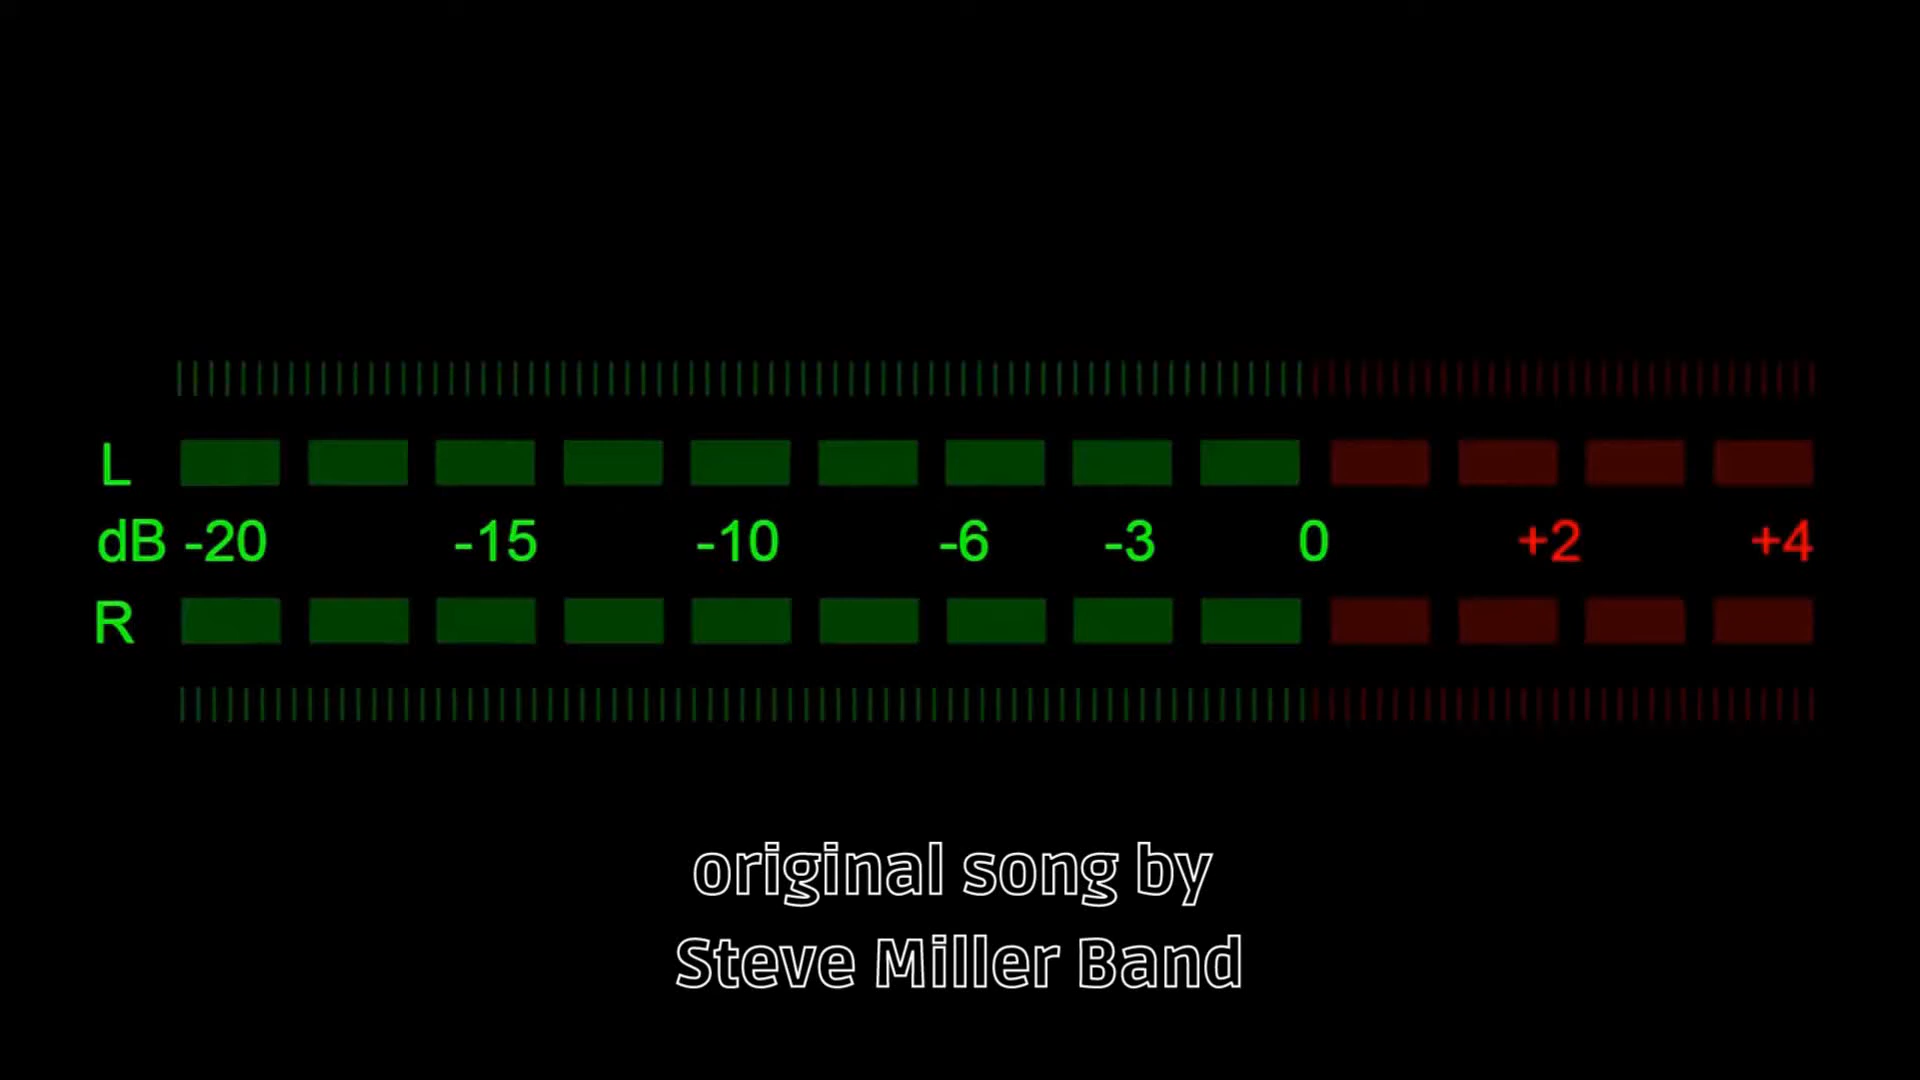 L
dB -20 -15 -10 -6 -3 0 +2 +4
R
original song by
Steve Miller Band